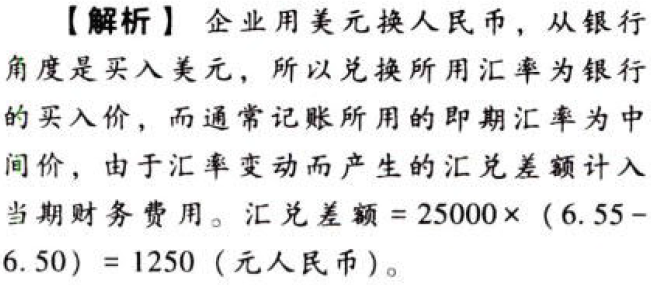 【解析】 企业用美元换人民币，从银行
角度是买入美元，所以兑换所用汇率为银行
的买入价，而通常记账所用的即期汇率为中
间价，由于汇率变动而产生的汇兑差额计入
当期财务费用。汇兑差额 = 25000 × （6.55 -
6.50） = 1250 （元人民币）。